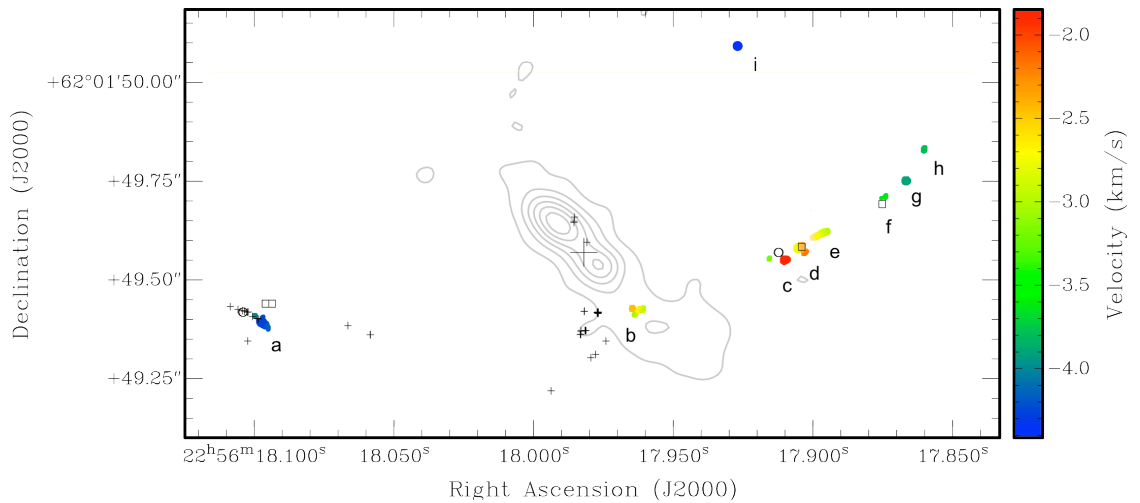 i
+62°01'50.00"
h
+49.75"
g
f
e
d
c
+49.50"
b
a
+49.25"
22ʰ56ᵐ18.100ˢ 18.050ˢ 18.000ˢ 17.950ˢ 17.900ˢ 17.850ˢ
Right Ascension (J2000)
Declination (J2000)
−2.0
−2.5
−3.0
−3.5
−4.0
Velocity (km/s)